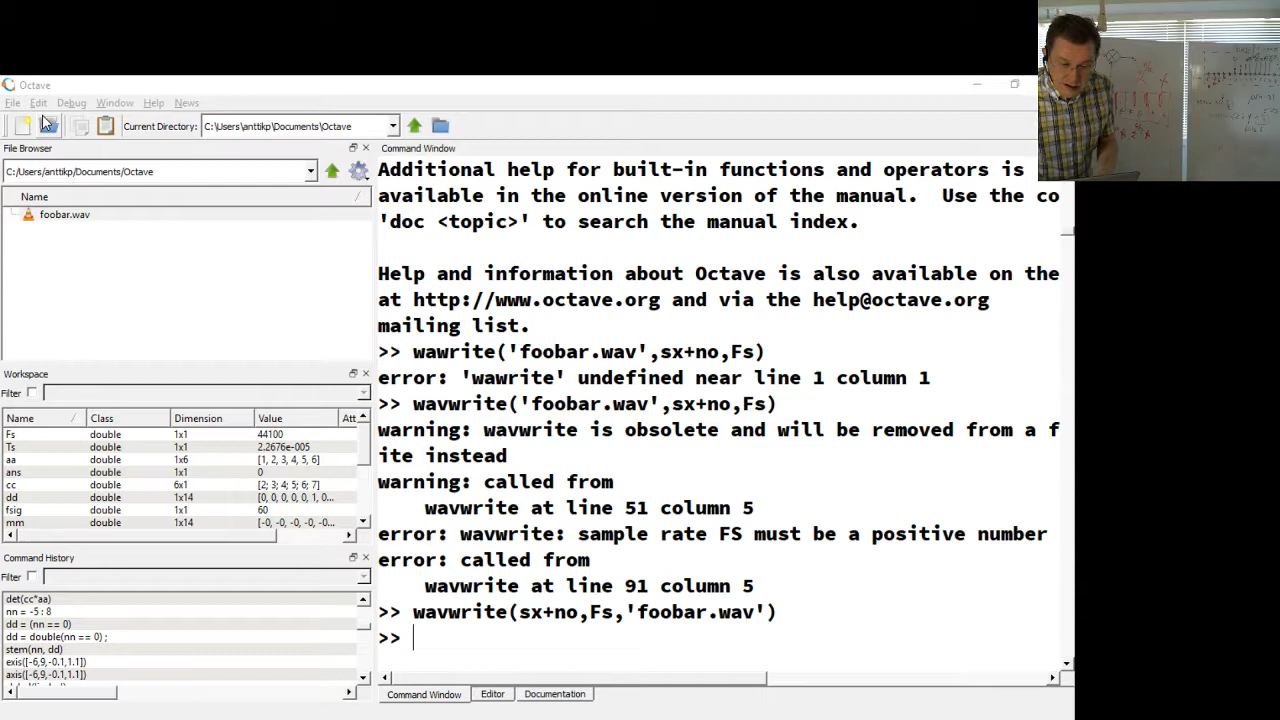 Octave
File Edit Debug Window Help News
Current Directory: C:\Users\anttikp\Documents\Octave
File Browser
C:/Users/anttikp/Documents/Octave
Name
foobar.wav
Workspace
Filter
Name Class Dimension Value Att
Fs double 1x1 44100
Ts double 1x1 2.2676e-005
aa double 1x6 [1, 2, 3, 4, 5, 6]
ans double 1x1 0
cc double 6x1 [2; 3; 4; 5; 6; 7]
dd double 1x14 [0, 0, 0, 0, 0, 1, 0...
fsig double 1x1 60
mm double 1x14 [-0, -0, -0, -0, -0...
Command History
Filter
det(cc*aa)
nn = -5 : 8
dd = (nn == 0)
dd = double(nn == 0) ;
stem(nn, dd)
exis([-6,9,-0.1,1.1])
axis([-6,9,-0.1,1.1])
Command Window
Additional help for built-in functions and operators is
available in the online version of the manual. Use the co
'doc <topic>' to search the manual index.
Help and information about Octave is also available on the
at http://www.octave.org and via the help@octave.org
mailing list.
>> wawrite('foobar.wav',sx+no,Fs)
error: 'wawrite' undefined near line 1 column 1
>> wavwrite('foobar.wav',sx+no,Fs)
warning: wavwrite is obsolete and will be removed from a f
ite instead
warning: called from
wavwrite at line 51 column 5
error: wavwrite: sample rate FS must be a positive number
error: called from
wavwrite at line 91 column 5
>> wavwrite(sx+no,Fs,'foobar.wav')
>>
Command Window Editor Documentation